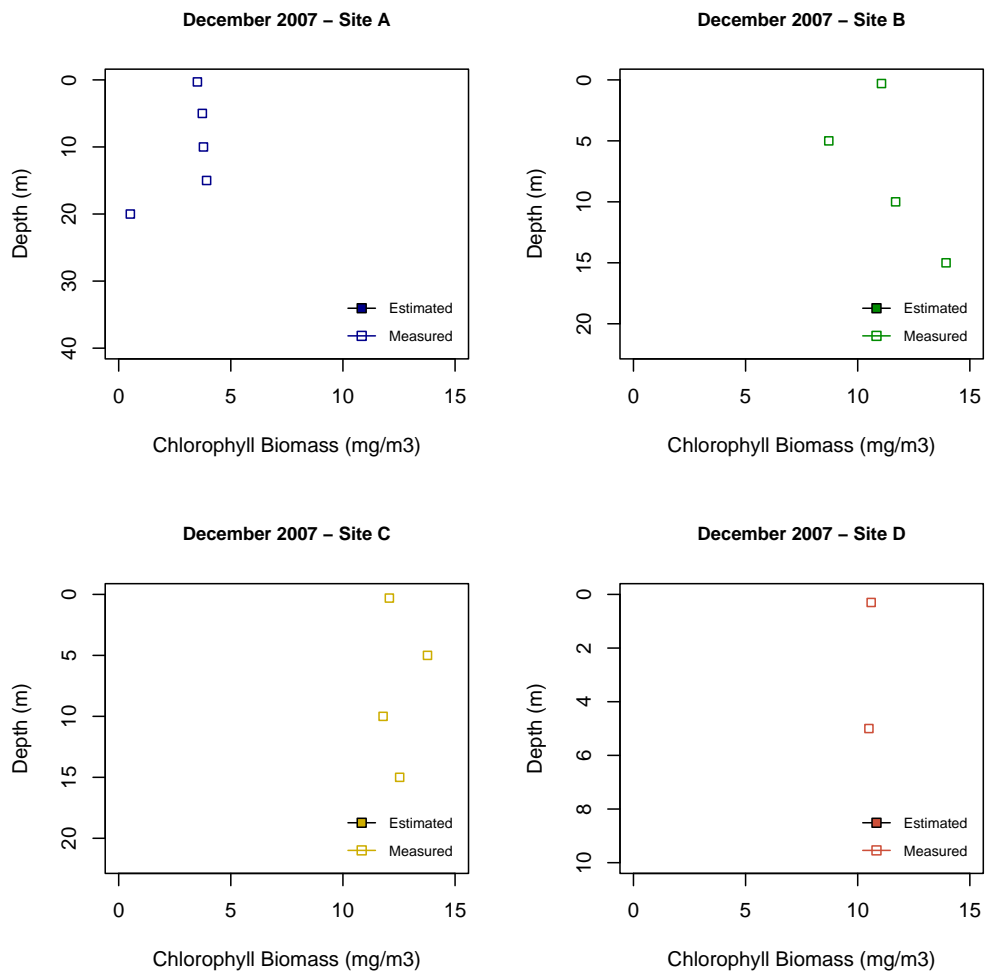 December 2007 – Site A
0
10
20
30
40
Depth (m)
Estimated
Measured
0 5 10 15
Chlorophyll Biomass (mg/m3)
December 2007 – Site B
0
5
10
15
20
Depth (m)
Estimated
Measured
0 5 10 15
Chlorophyll Biomass (mg/m3)
December 2007 – Site C
0
5
10
15
20
Depth (m)
Estimated
Measured
0 5 10 15
Chlorophyll Biomass (mg/m3)
December 2007 – Site D
0
2
4
6
8
10
Depth (m)
Estimated
Measured
0 5 10 15
Chlorophyll Biomass (mg/m3)